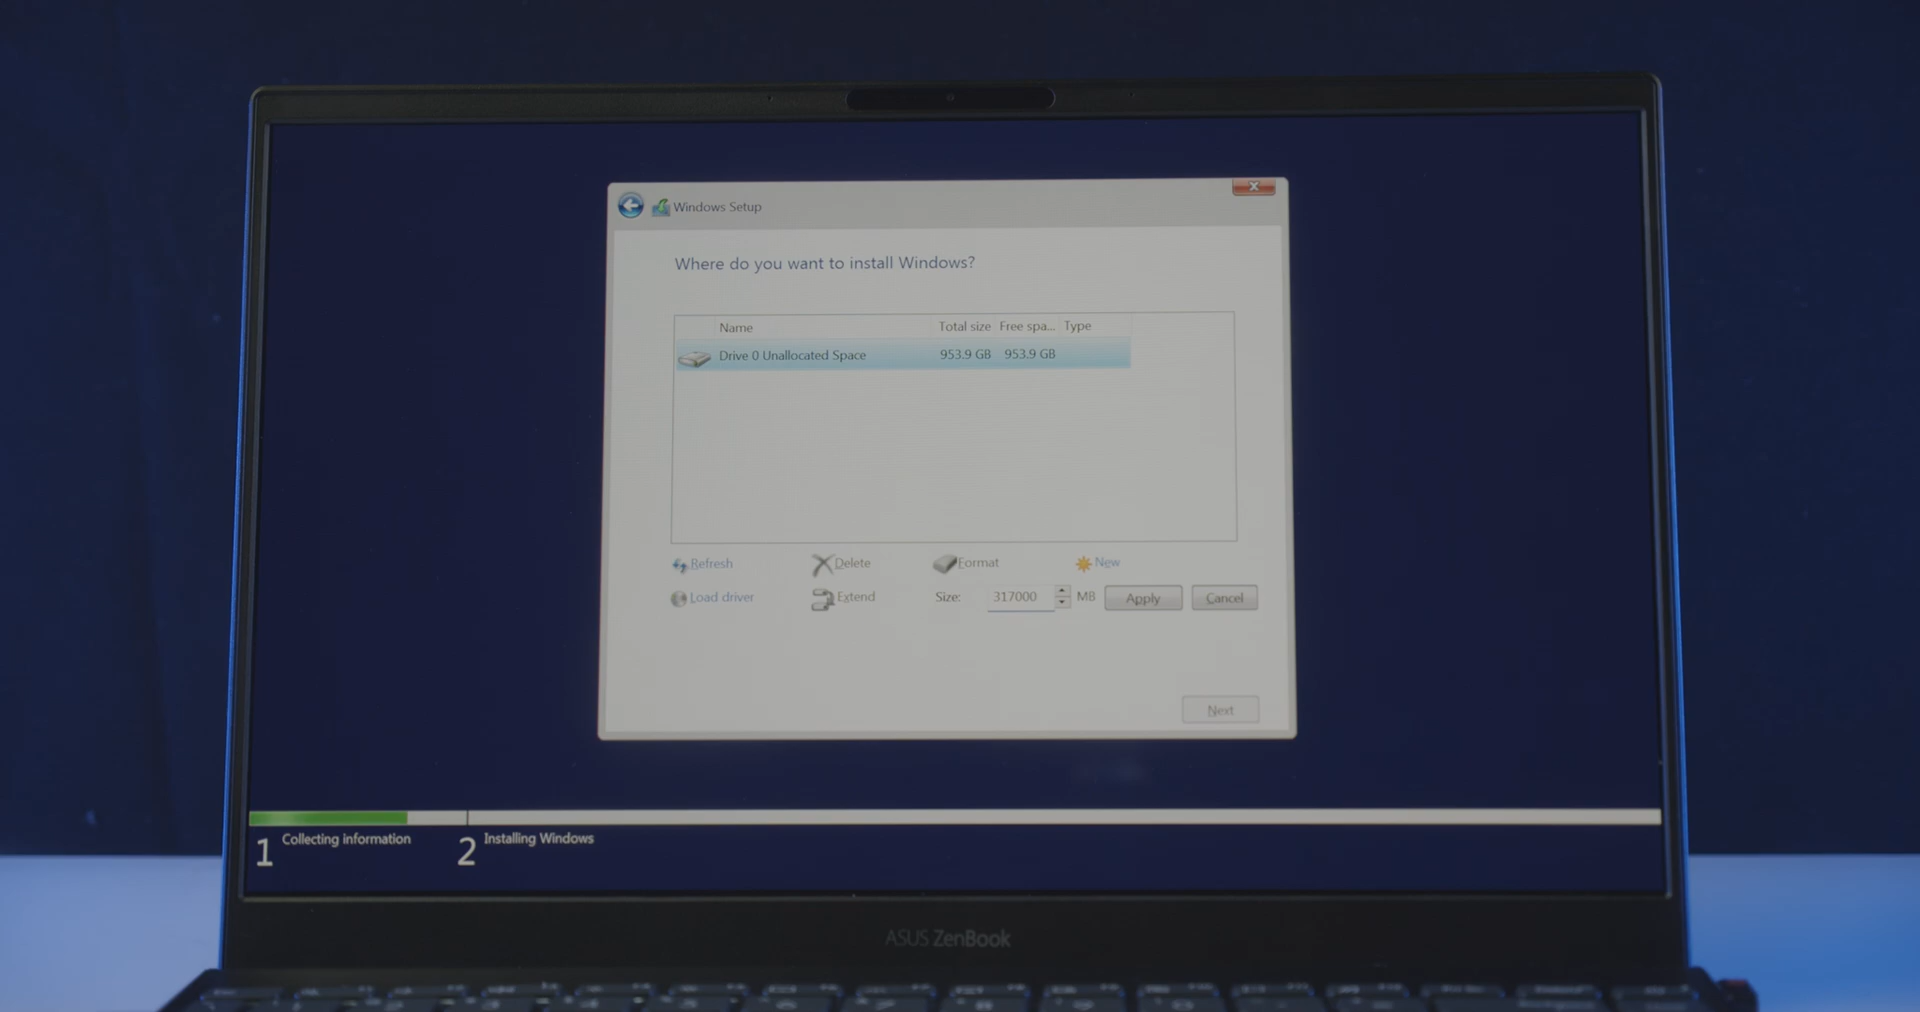 Windows Setup
Where do you want to install Windows?
Name Total size Free spa... Type
Drive 0 Unallocated Space 953.9 GB 953.9 GB
Refresh Delete Format New
Load driver Extend Size: 317000 MB Apply Cancel
Next
1 Collecting information 2 Installing Windows
ASUS ZenBook